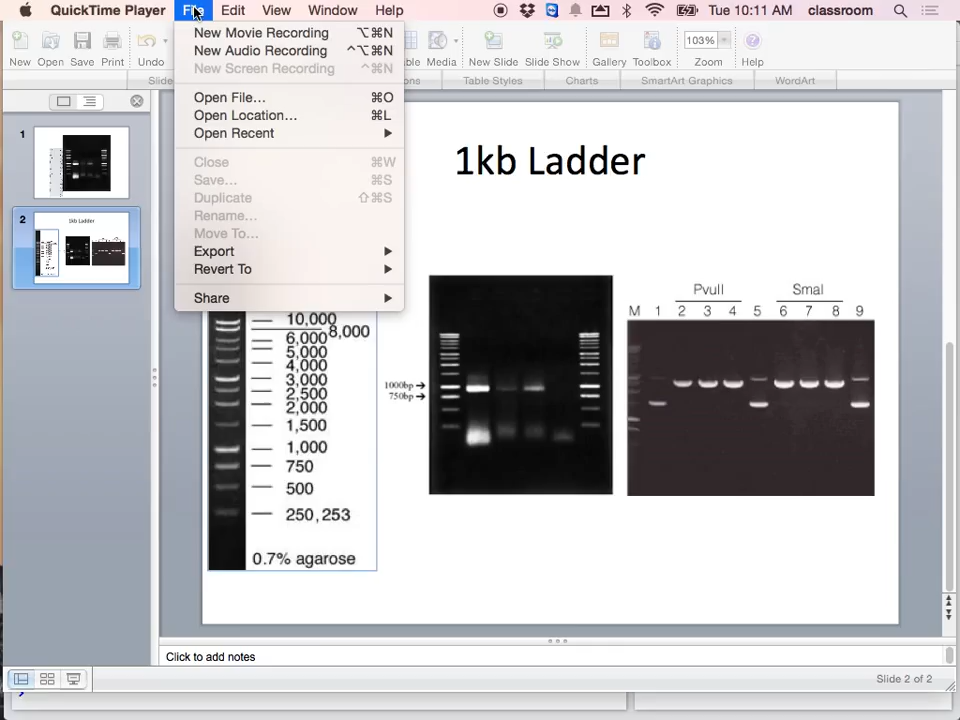 QuickTime Player File Edit View Window Help Tue 10:11 AM classroom
New Movie Recording ⌥⌘N
New Audio Recording ^⌥⌘N
New Screen Recording ^⌘N
Open File... ⌘O
Open Location... ⌘L
Open Recent
Close ⌘W
Save... ⌘S
Duplicate ⇧⌘S
Rename...
Move To...
Export
Revert To
Share
103%
New Open Save Print Undo Media New Slide Slide Show Gallery Toolbox Zoom Help
Table Styles Charts SmartArt Graphics WordArt
1
2
1kb Ladder
1kb Ladder
10,000
8,000
6,000
5,000
4,000
3,000
2,500
2,000
1,500
1,000
750
500
250, 253
0.7% agarose
1000bp
750bp
PvuII SmaI
M 1 2 3 4 5 6 7 8 9
Click to add notes
Slide 2 of 2